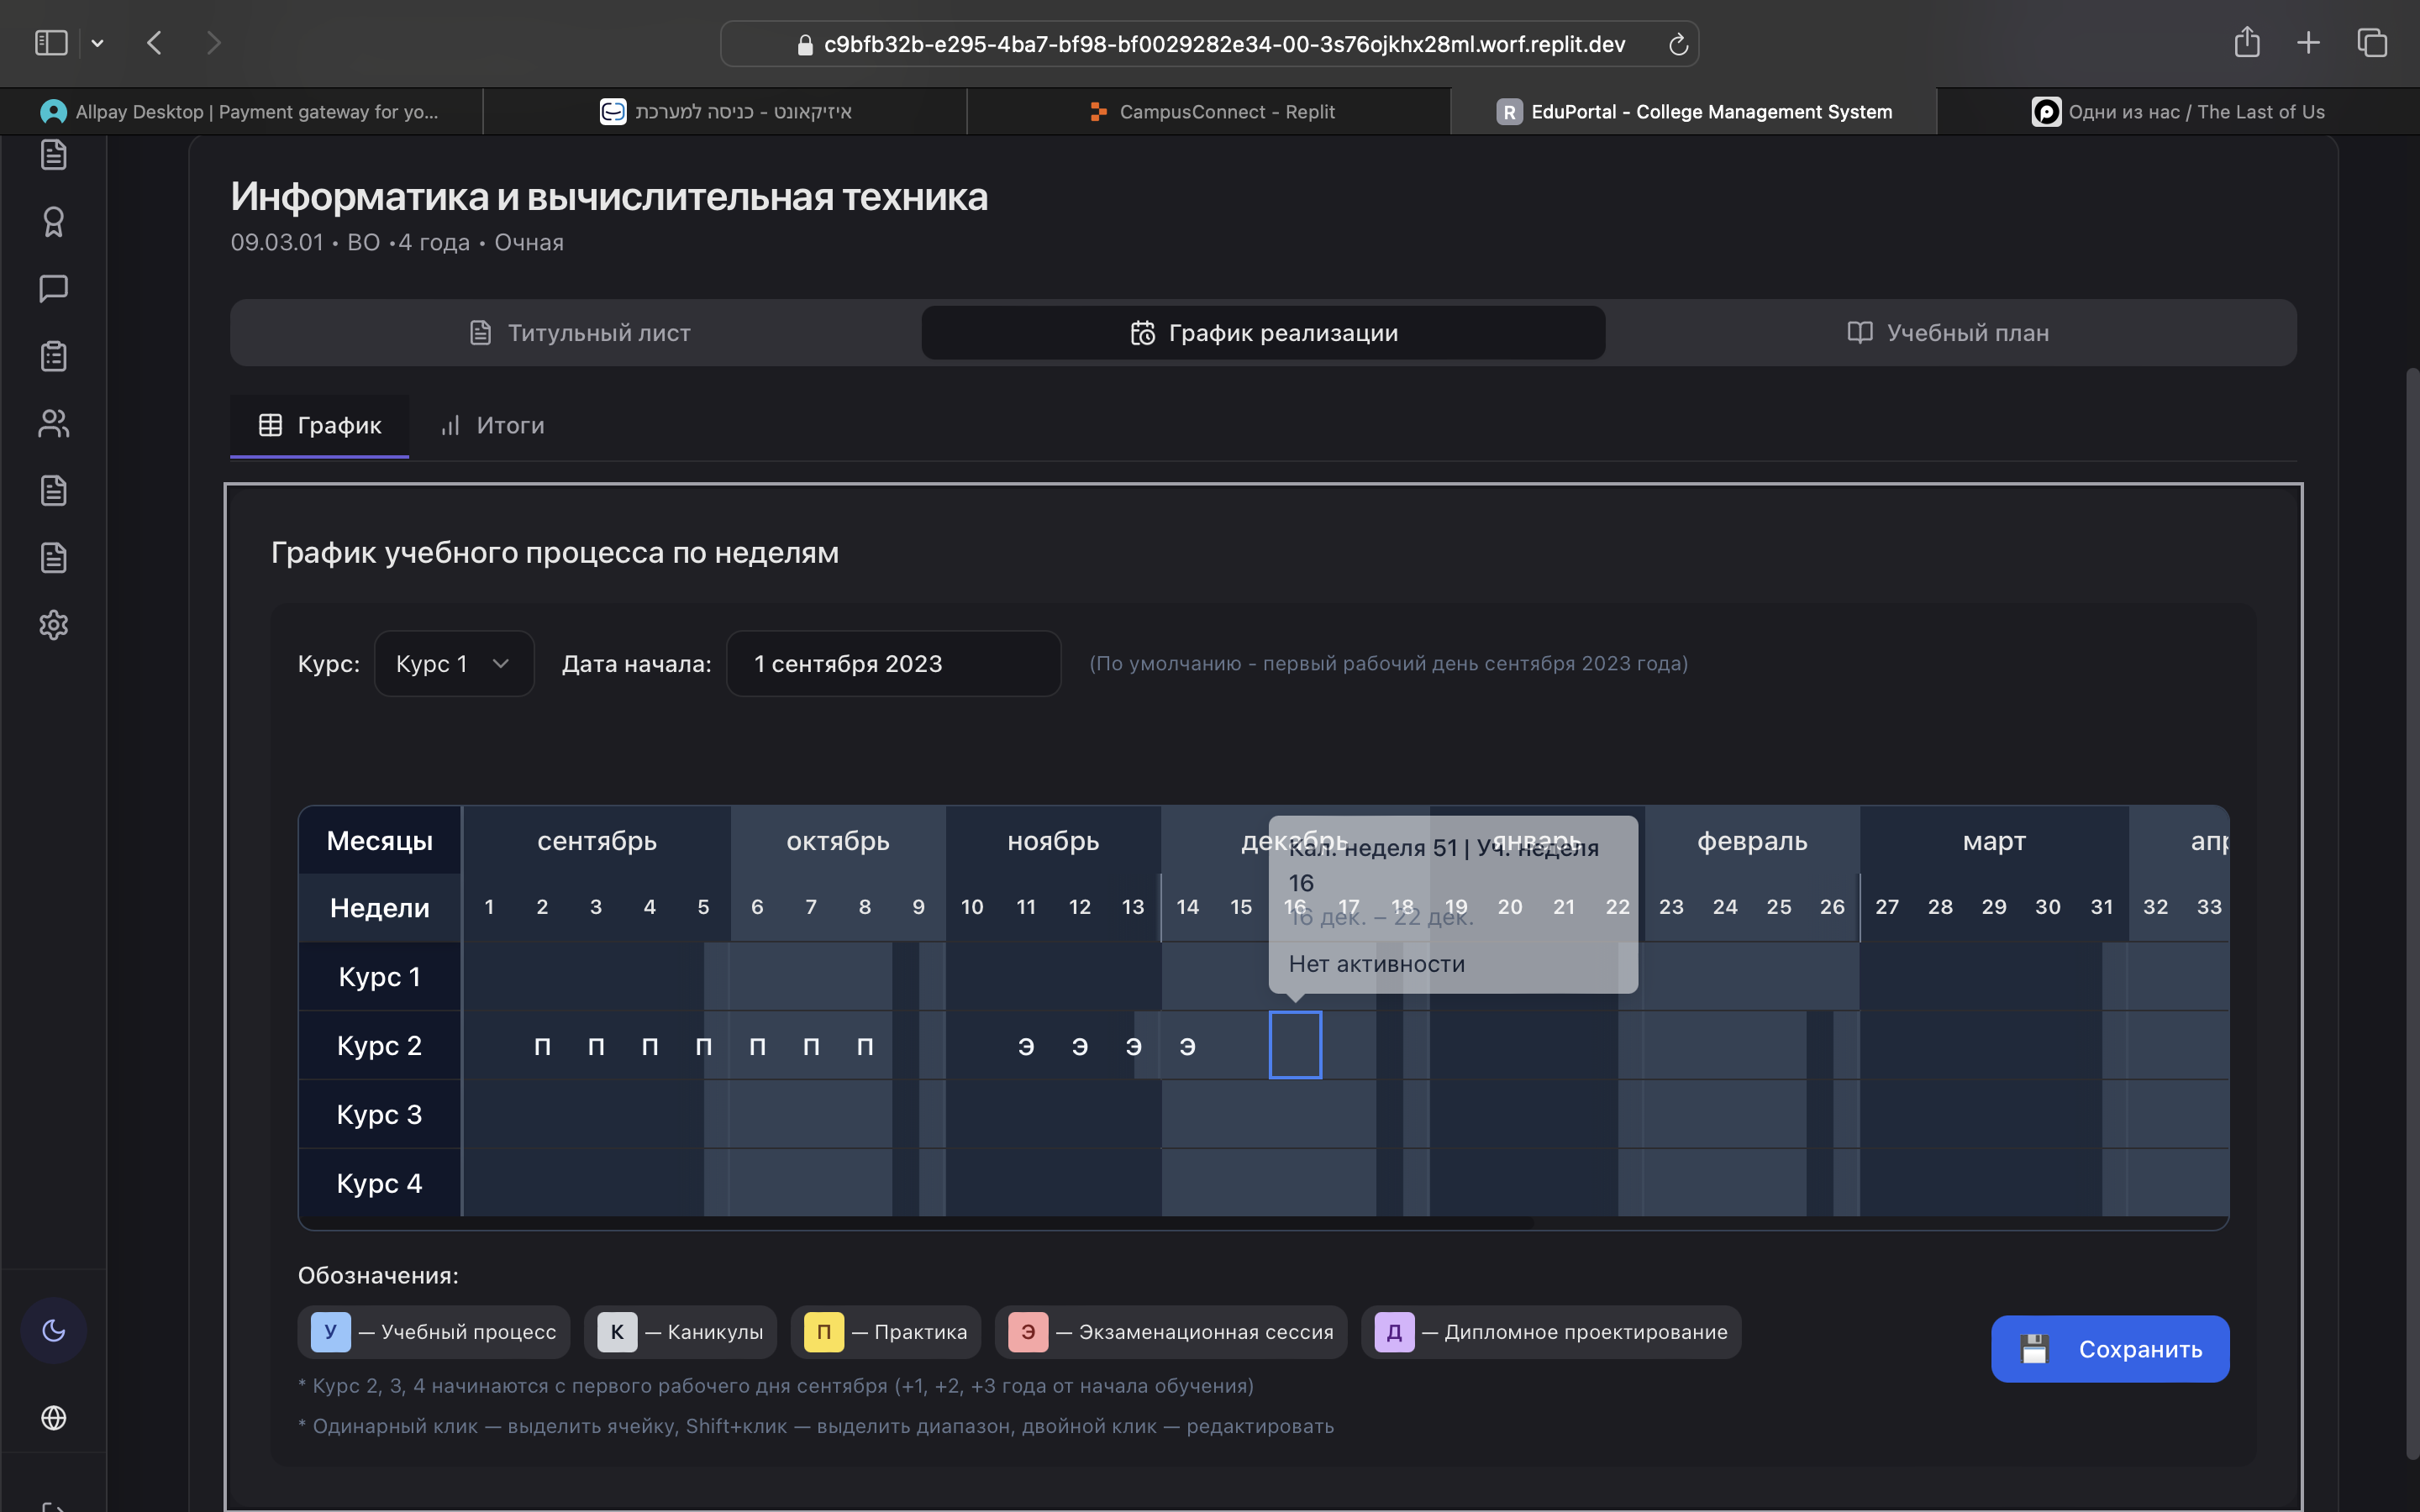 c9bfb32b-e295-4ba7-bf98-bf0029282e34-00-3s76ojkhx28ml.worf.replit.dev
Allpay Desktop | Payment gateway for yo...
איזיקאונט - כניסה למערכת
CampusConnect - Replit
R EduPortal - College Management System
Одни из нас / The Last of Us
Информатика и вычислительная техника
09.03.01 • ВО •4 года • Очная
Титульный лист
График реализации
Учебный план
График
Итоги
График учебного процесса по неделям
Курс: Курс 1 Дата начала: 1 сентября 2023 (По умолчанию - первый рабочий день сентября 2023 года)
Месяцы сентябрь октябрь ноябрь декабрь январь февраль март апр
Недели 1 2 3 4 5 6 7 8 9 10 11 12 13 14 15 16 17 18 19 20 21 22 23 24 25 26 27 28 29 30 31 32 33
Кал. неделя 51 | Уч. неделя
16
16 дек. – 22 дек.
Нет активности
Курс 1
Курс 2 П П П П П П П Э Э Э Э
Курс 3
Курс 4
Обозначения:
У — Учебный процесс К — Каникулы П — Практика Э — Экзаменационная сессия Д — Дипломное проектирование
Сохранить
* Курс 2, 3, 4 начинаются с первого рабочего дня сентября (+1, +2, +3 года от начала обучения)
* Одинарный клик — выделить ячейку, Shift+клик — выделить диапазон, двойной клик — редактировать